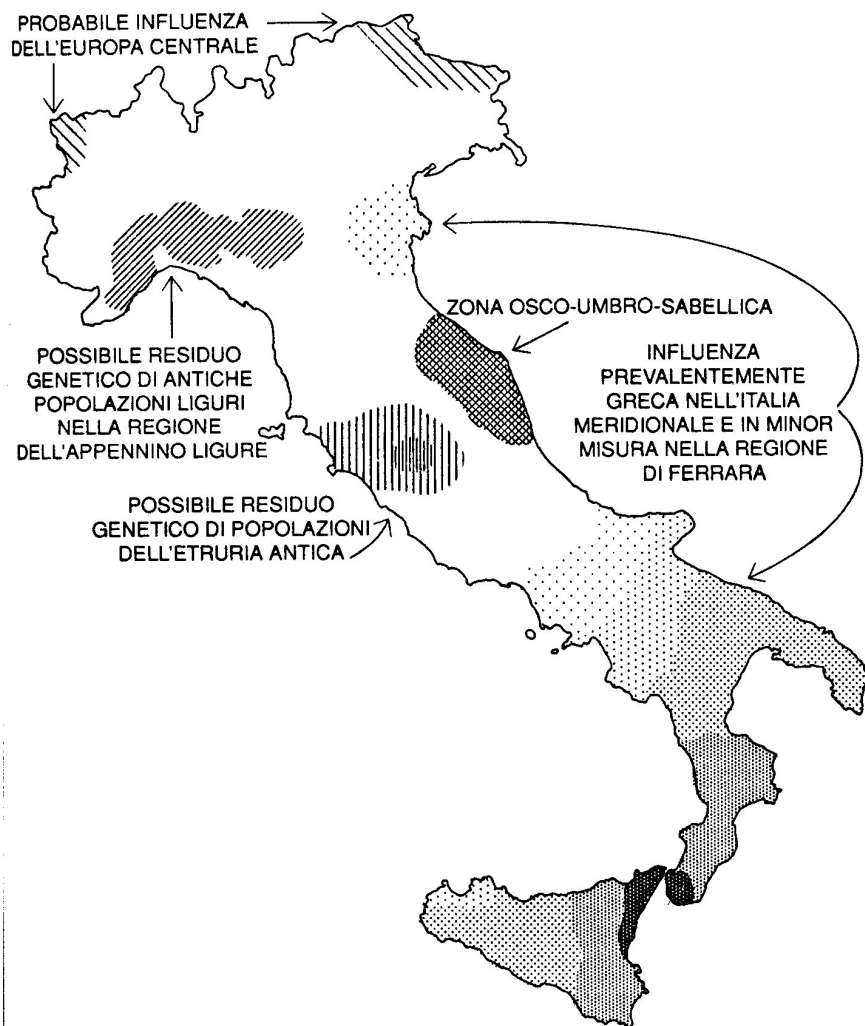 PROBABILE INFLUENZA
DELL'EUROPA CENTRALE
ZONA OSCO-UMBRO-SABELLICA
POSSIBILE RESIDUO
GENETICO DI ANTICHE
POPOLAZIONI LIGURI
NELLA REGIONE
DELL'APPENNINO LIGURE
INFLUENZA
PREVALENTEMENTE
GRECA NELL'ITALIA
MERIDIONALE E IN MINOR
MISURA NELLA REGIONE
DI FERRARA
POSSIBILE RESIDUO
GENETICO DI POPOLAZIONI
DELL'ETRURIA ANTICA